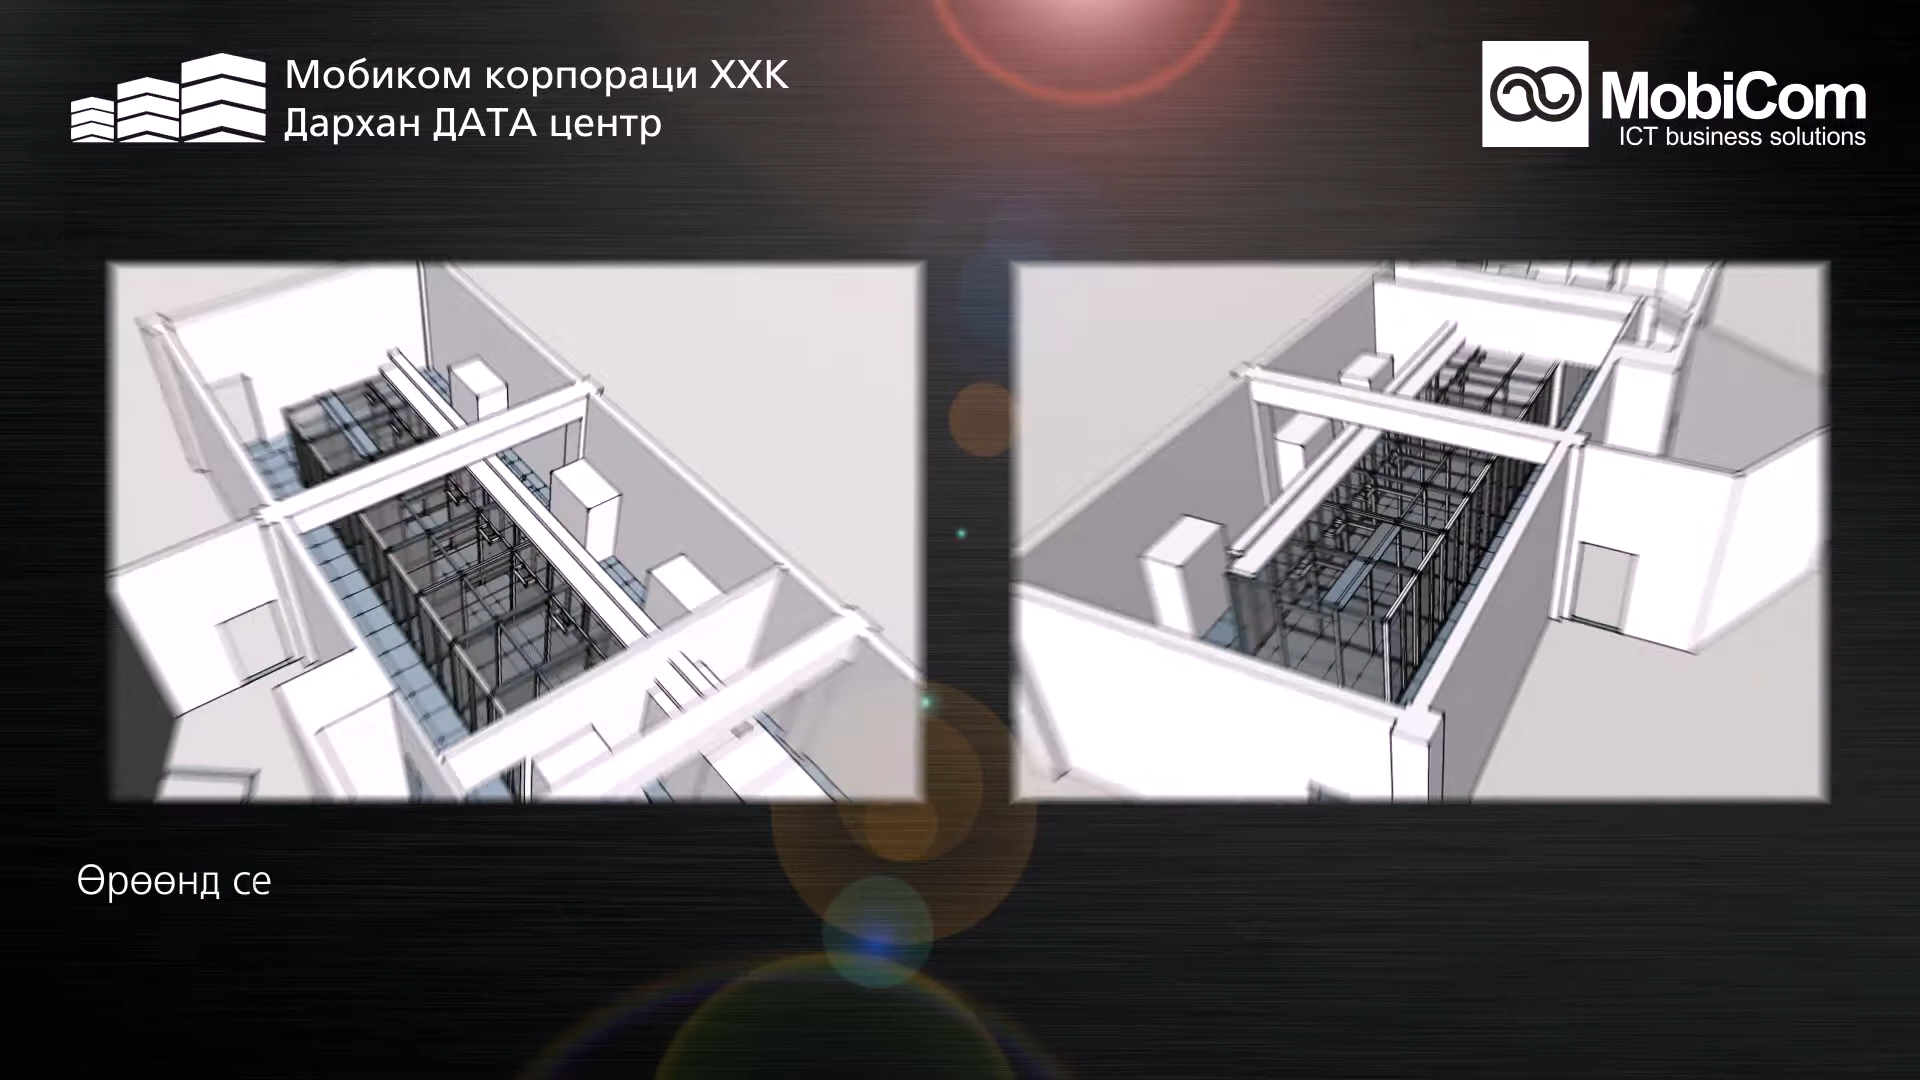 Мобиком корпораци ХХК
Дархан ДАТА центр
MobiCom
ICT business solutions
Өрөөнд се